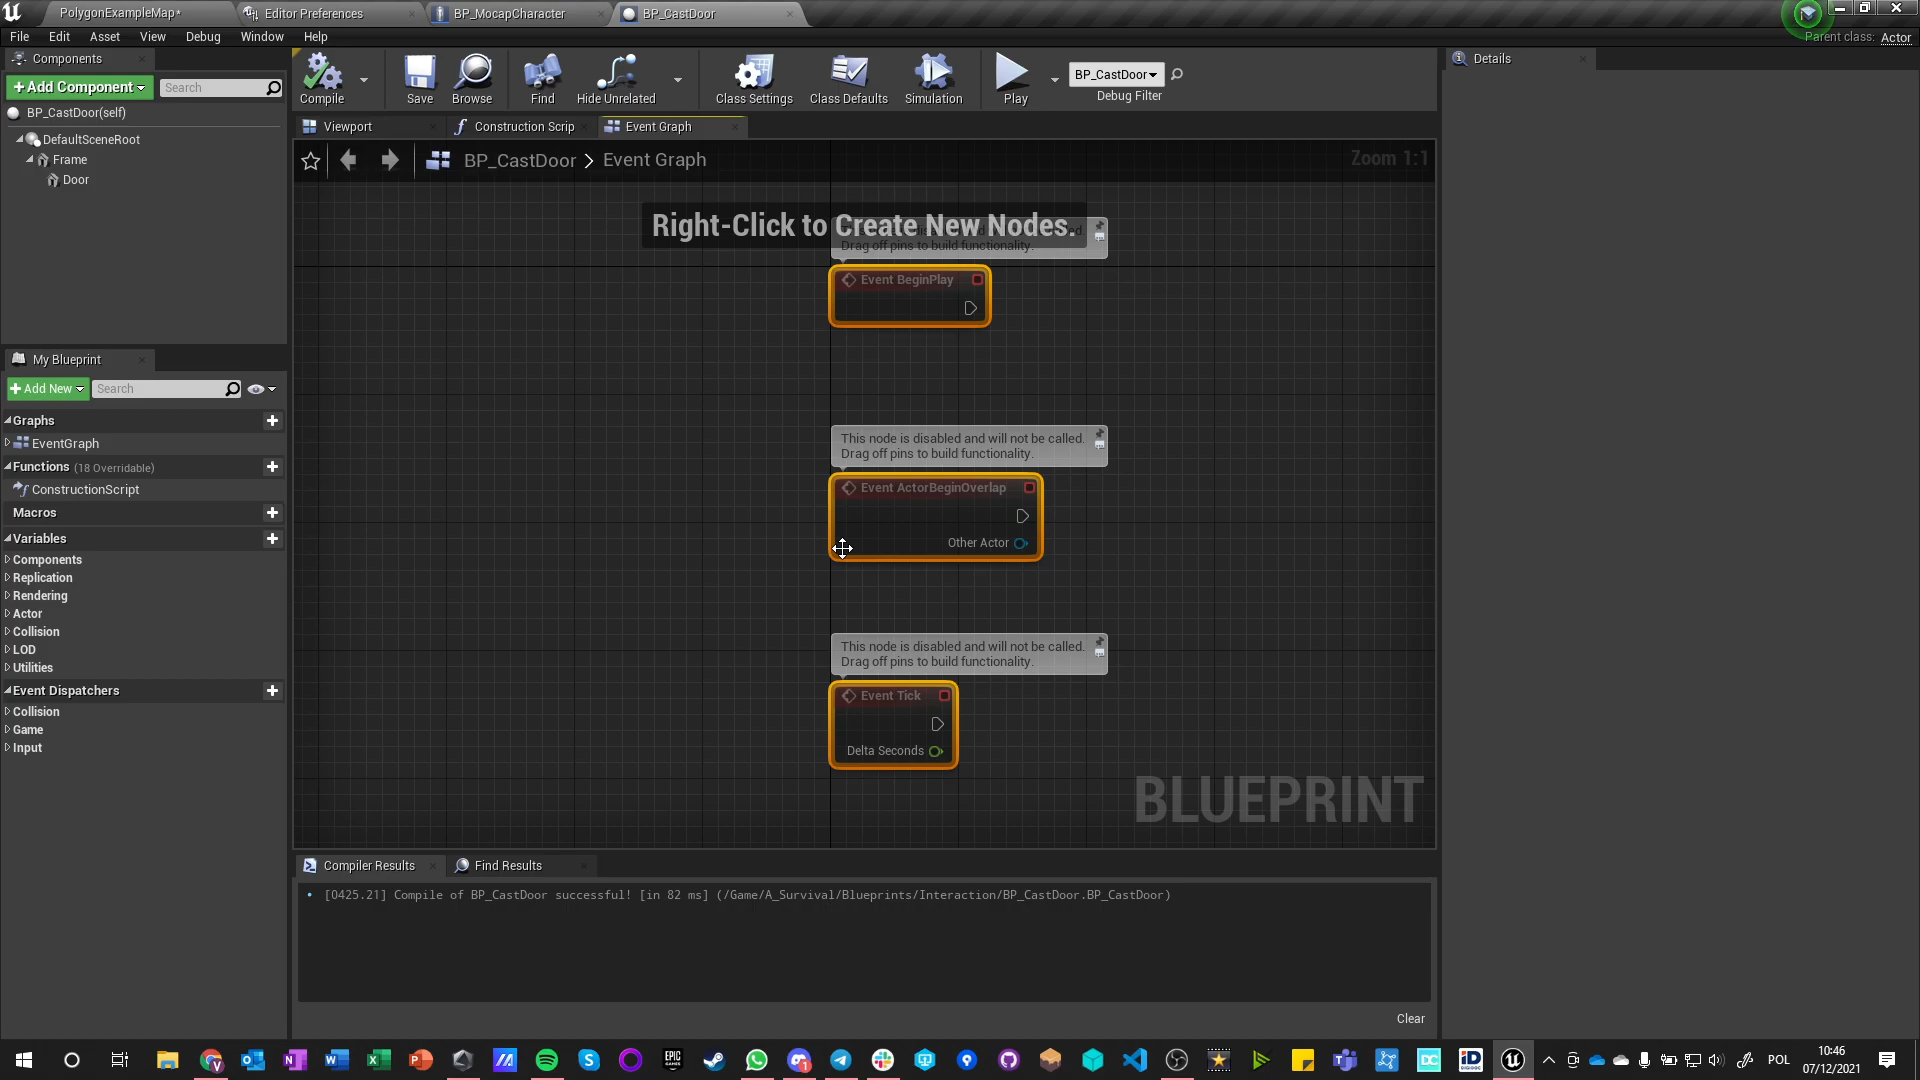 PolygonExampleMap*
Editor Preferences
BP_MocapCharacter
BP_CastDoor
File Edit Asset View Debug Window Help
Parent class: Actor
Components
+ Add Component
Search
BP_CastDoor(self)
DefaultSceneRoot
Frame
Door
Compile
Save
Browse
Find
Hide Unrelated
Class Settings
Class Defaults
Simulation
Play
BP_CastDoor
Debug Filter
Details
Viewport
Construction Scrip
Event Graph
BP_CastDoor > Event Graph
Zoom 1:1
Right-Click to Create New Nodes.
Drag off pins to build functionality.
Event BeginPlay
This node is disabled and will not be called.
Drag off pins to build functionality.
Event ActorBeginOverlap
Other Actor
This node is disabled and will not be called.
Drag off pins to build functionality.
Event Tick
Delta Seconds
BLUEPRINT
My Blueprint
+ Add New
Search
Graphs
EventGraph
Functions (18 Overridable)
ConstructionScript
Macros
Variables
Components
Replication
Rendering
Actor
Collision
LOD
Utilities
Event Dispatchers
Collision
Game
Input
Compiler Results
Find Results
[0425.21] Compile of BP_CastDoor successful! [in 82 ms] (/Game/A_Survival/Blueprints/Interaction/BP_CastDoor.BP_CastDoor)
Clear
POL
10:46
07/12/2021